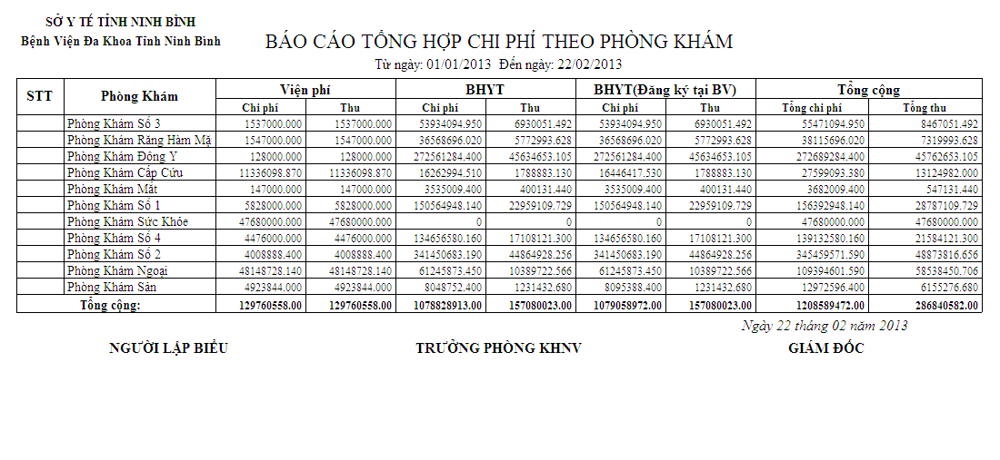 SỞ Y TẾ TỈNH NINH BÌNH
Bệnh Viện Đa Khoa Tỉnh Ninh Bình
BÁO CÁO TỔNG HỢP CHI PHÍ THEO PHÒNG KHÁM
Từ ngày: 01/01/2013 Đến ngày: 22/02/2013
STT Phòng Khám Viện phí BHYT BHYT(Đăng ký tại BV) Tổng cộng
Chi phí Thu Chi phí Thu Chi phí Thu Tổng chi phí Tổng thu
Phòng Khám Số 3 1537000.000 1537000.000 53934094.950 6930051.492 53934094.950 6930051.492 55471094.950 8467051.492
Phòng Khám Răng Hàm Mặ 1547000.000 1547000.000 36568696.020 5772993.628 36568696.020 5772993.628 38115696.020 7319993.628
Phòng Khám Đông Y 128000.000 128000.000 272561284.400 45634653.105 272561284.400 45634653.105 272689284.400 45762653.105
Phòng Khám Cấp Cứu 11336098.870 11336098.870 16262994.510 1788883.130 16446417.530 1788883.130 27599093.380 13124982.000
Phòng Khám Mắt 147000.000 147000.000 3535009.400 400131.440 3535009.400 400131.440 3682009.400 547131.440
Phòng Khám Số 1 5828000.000 5828000.000 150564948.140 22959109.729 150564948.140 22959109.729 156392948.140 28787109.729
Phòng Khám Sức Khỏe 47680000.000 47680000.000 0 0 0 0 47680000.000 47680000.000
Phòng Khám Số 4 4476000.000 4476000.000 134656580.160 17108121.300 134656580.160 17108121.300 139132580.160 21584121.300
Phòng Khám Số 2 4008888.400 4008888.400 341450683.190 44864928.256 341450683.190 44864928.256 345459571.590 48873816.656
Phòng Khám Ngoại 48148728.140 48148728.140 61245873.450 10389722.566 61245873.450 10389722.566 109394601.590 58538450.706
Phòng Khám Sản 4923844.000 4923844.000 8048752.400 1231432.680 8095388.400 1231432.680 12972596.400 6155276.680
Tổng cộng: 129760558.00 129760558.00 1078828913.00 157080023.00 1079058972.00 157080023.00 1208589472.00 286840582.00
Ngày 22 tháng 02 năm 2013
NGƯỜI LẬP BIỂU TRƯỞNG PHÒNG KHNV GIÁM ĐỐC